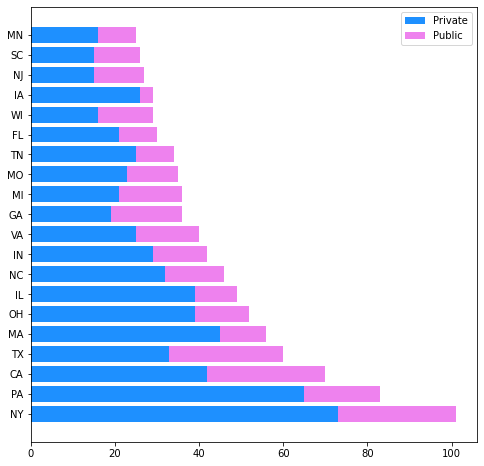 Private
Public
MN
SC
NJ
IA
WI
FL
TN
MO
MI
GA
VA
IN
NC
IL
OH
MA
TX
CA
PA
NY
0 20 40 60 80 100